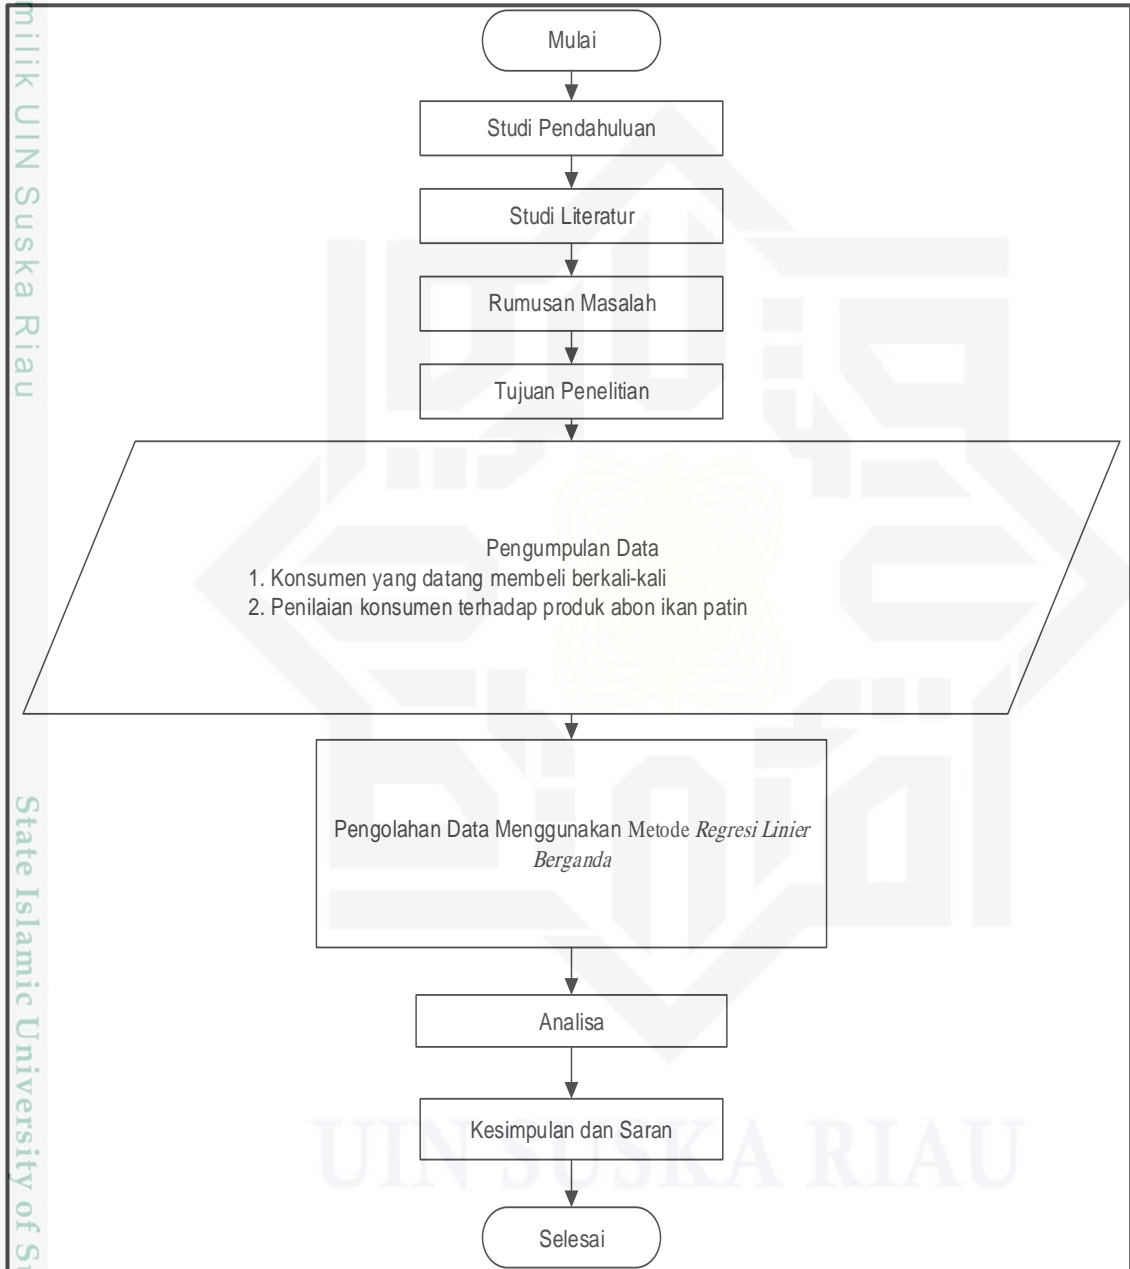 Mulai
Studi Pendahuluan
Studi Literatur
Rumusan Masalah
Tujuan Penelitian
Pengumpulan Data
1. Konsumen yang datang membeli berkali-kali
2. Penilaian konsumen terhadap produk abon ikan patin
Pengolahan Data Menggunakan Metode Regresi Linier
Berganda
Analisa
Kesimpulan dan Saran
Selesai
UIN SUSKA RIAU
milik UIN Suska Riau
State Islamic University of